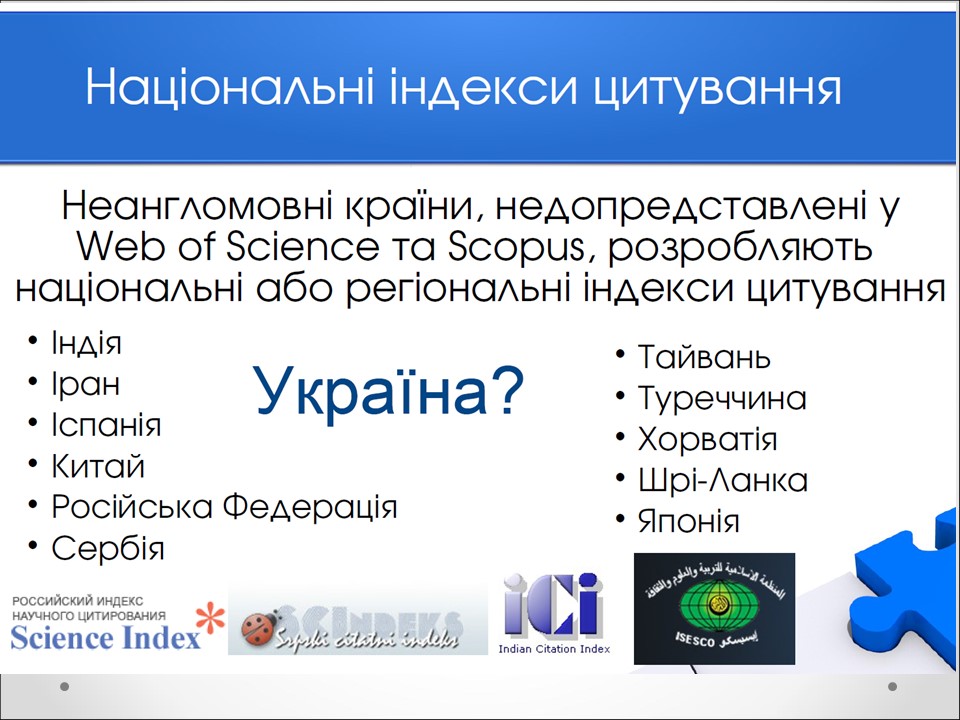 Національні індекси цитування
Неангломовні країни, недопредставлені у
Web of Science та Scopus, розробляють
національні або регіональні індекси цитування
• Індія
• Іран
• Іспанія
• Китай
• Російська Федерація
• Сербія
Україна?
• Тайвань
• Туреччина
• Хорватія
• Шрі-Ланка
• Японія
РОССИЙСКИЙ ИНДЕКС
НАУЧНОГО ЦИТИРОВАНИЯ
Science Index
SCINDEKS
Srpski citatni indeks
ici
Indian Citation Index
المنظمة الإسلامية للتربية والعلوم والثقافة
ISESCO إيسيسكو